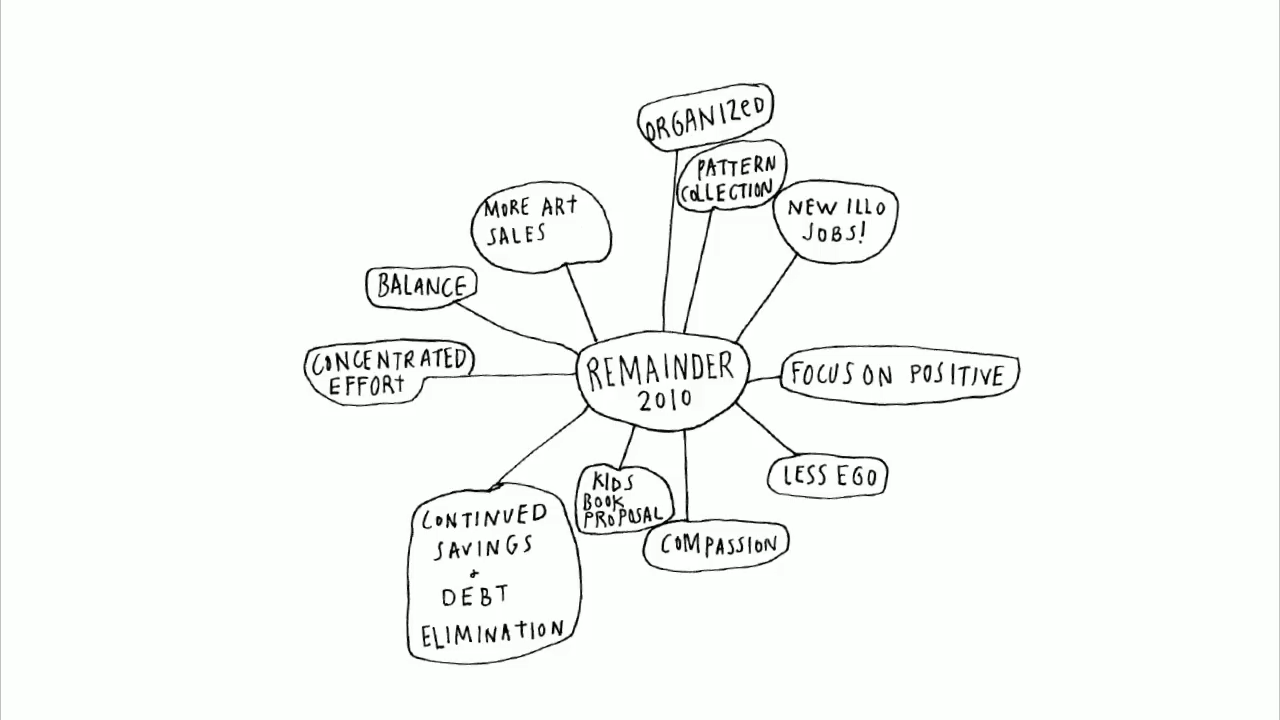 ORGANIZED
PATTERN
COLLECTION
NEW ILLO
JOBS!
MORE ART
SALES
BALANCE
CONCENTRATED
EFFORT
REMAINDER
2010
FOCUS ON POSITIVE
LESS EGO
KIDS
BOOK
PROPOSAL
COMPASSION
CONTINUED
SAVINGS
+
DEBT
ELIMINATION